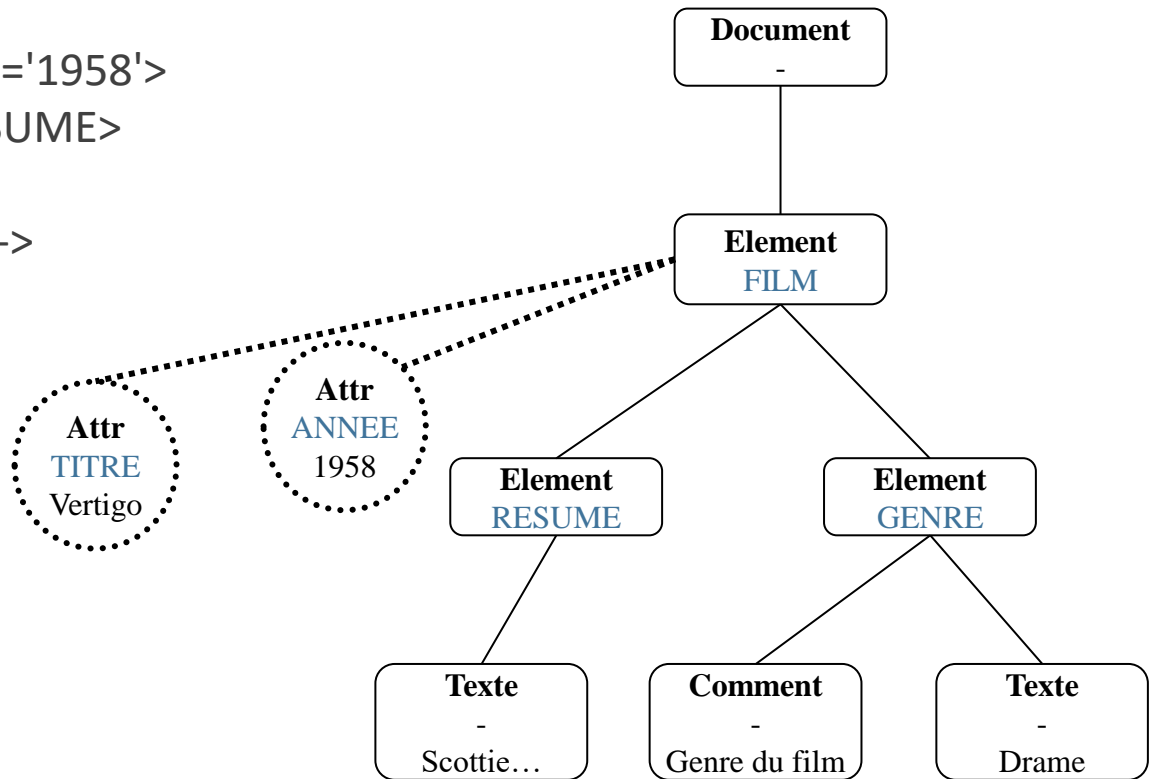 ='1958'>
SUME>
->
Document
-
Element
FILM
Attr
TITRE
Vertigo
Attr
ANNEE
1958
Element
RESUME
Element
GENRE
Texte
-
Scottie…
Comment
-
Genre du film
Texte
-
Drame